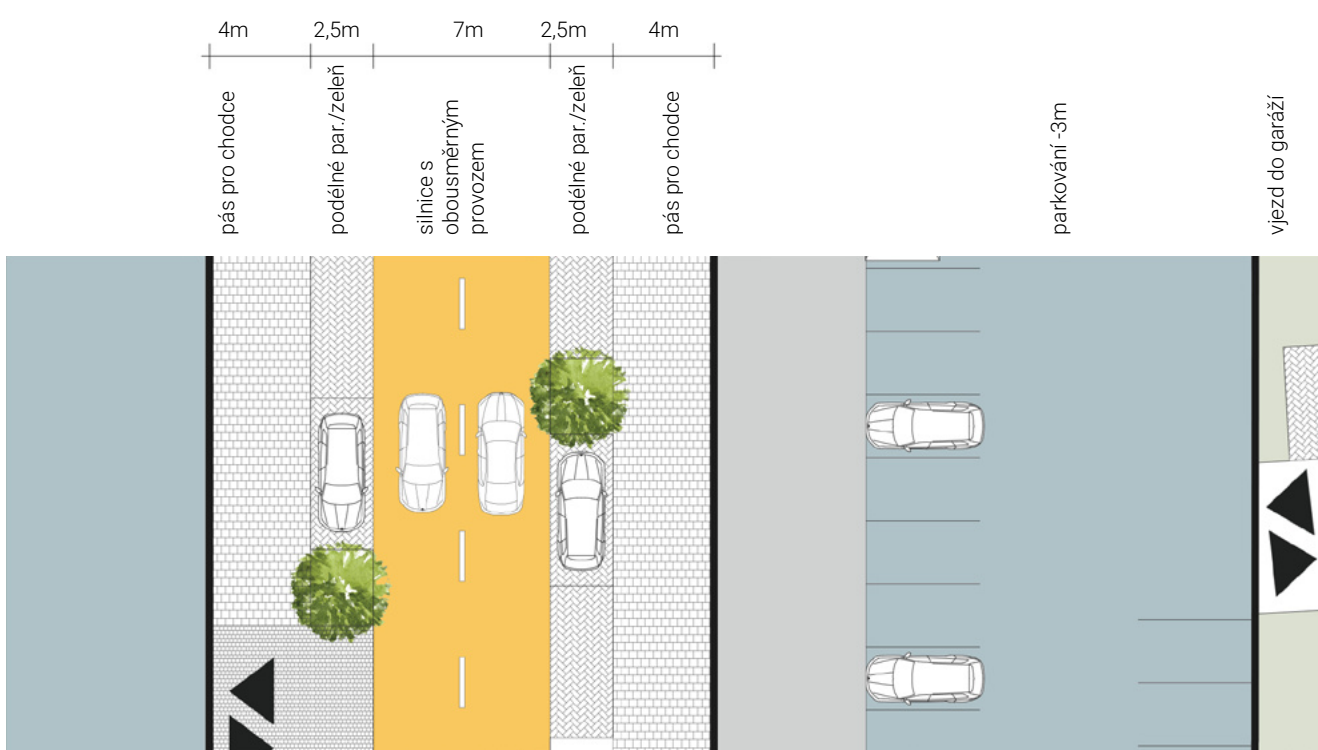 4m
2,5m
7m
2,5m
4m
pás pro chodce
podélné par./zeleň
silnice s
obousměrným
provozem
podélné par./zeleň
pás pro chodce
parkování -3m
vjezd do garáží